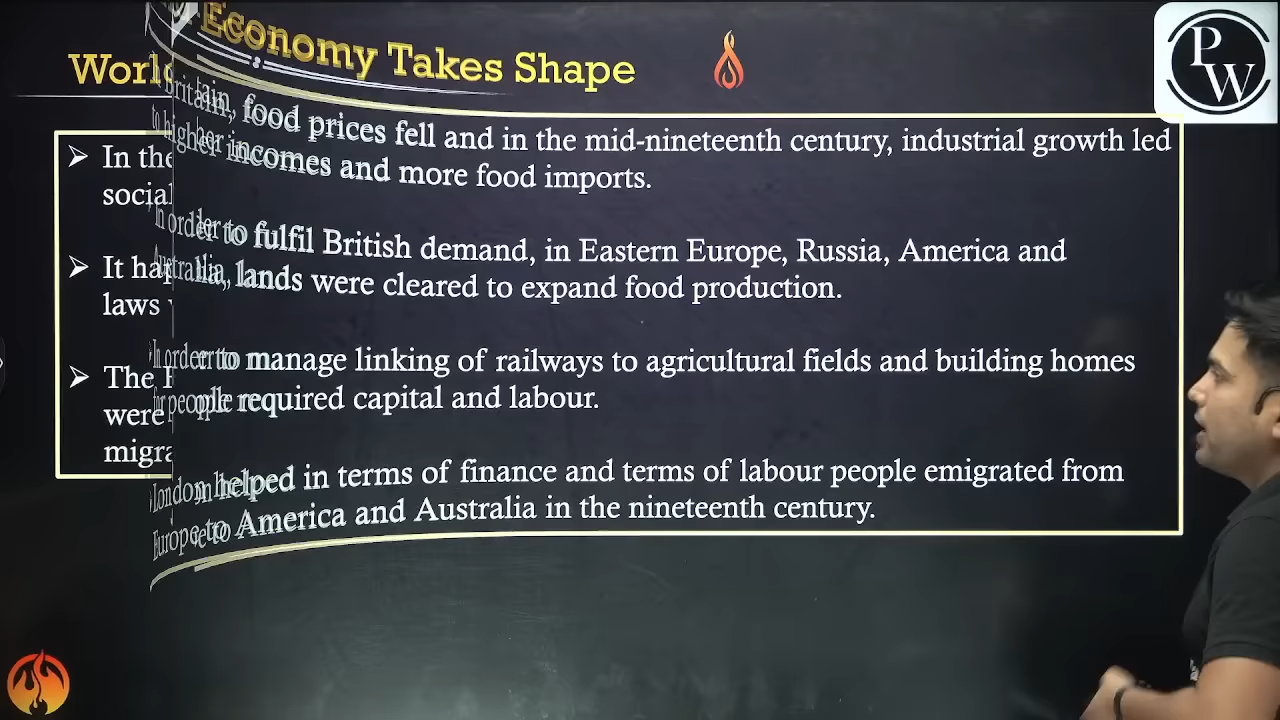 Worl
Economy Takes Shape
PW
In the
social
It ha
laws
The
were
migra
Britain, food prices fell and in the mid-nineteenth century, industrial growth led
to higher incomes and more food imports.
In order to fulfil British demand, in Eastern Europe, Russia, America and
Australia, lands were cleared to expand food production.
In order to manage linking of railways to agricultural fields and building homes
for people required capital and labour.
London helped in terms of finance and terms of labour people emigrated from
Europe to America and Australia in the nineteenth century.